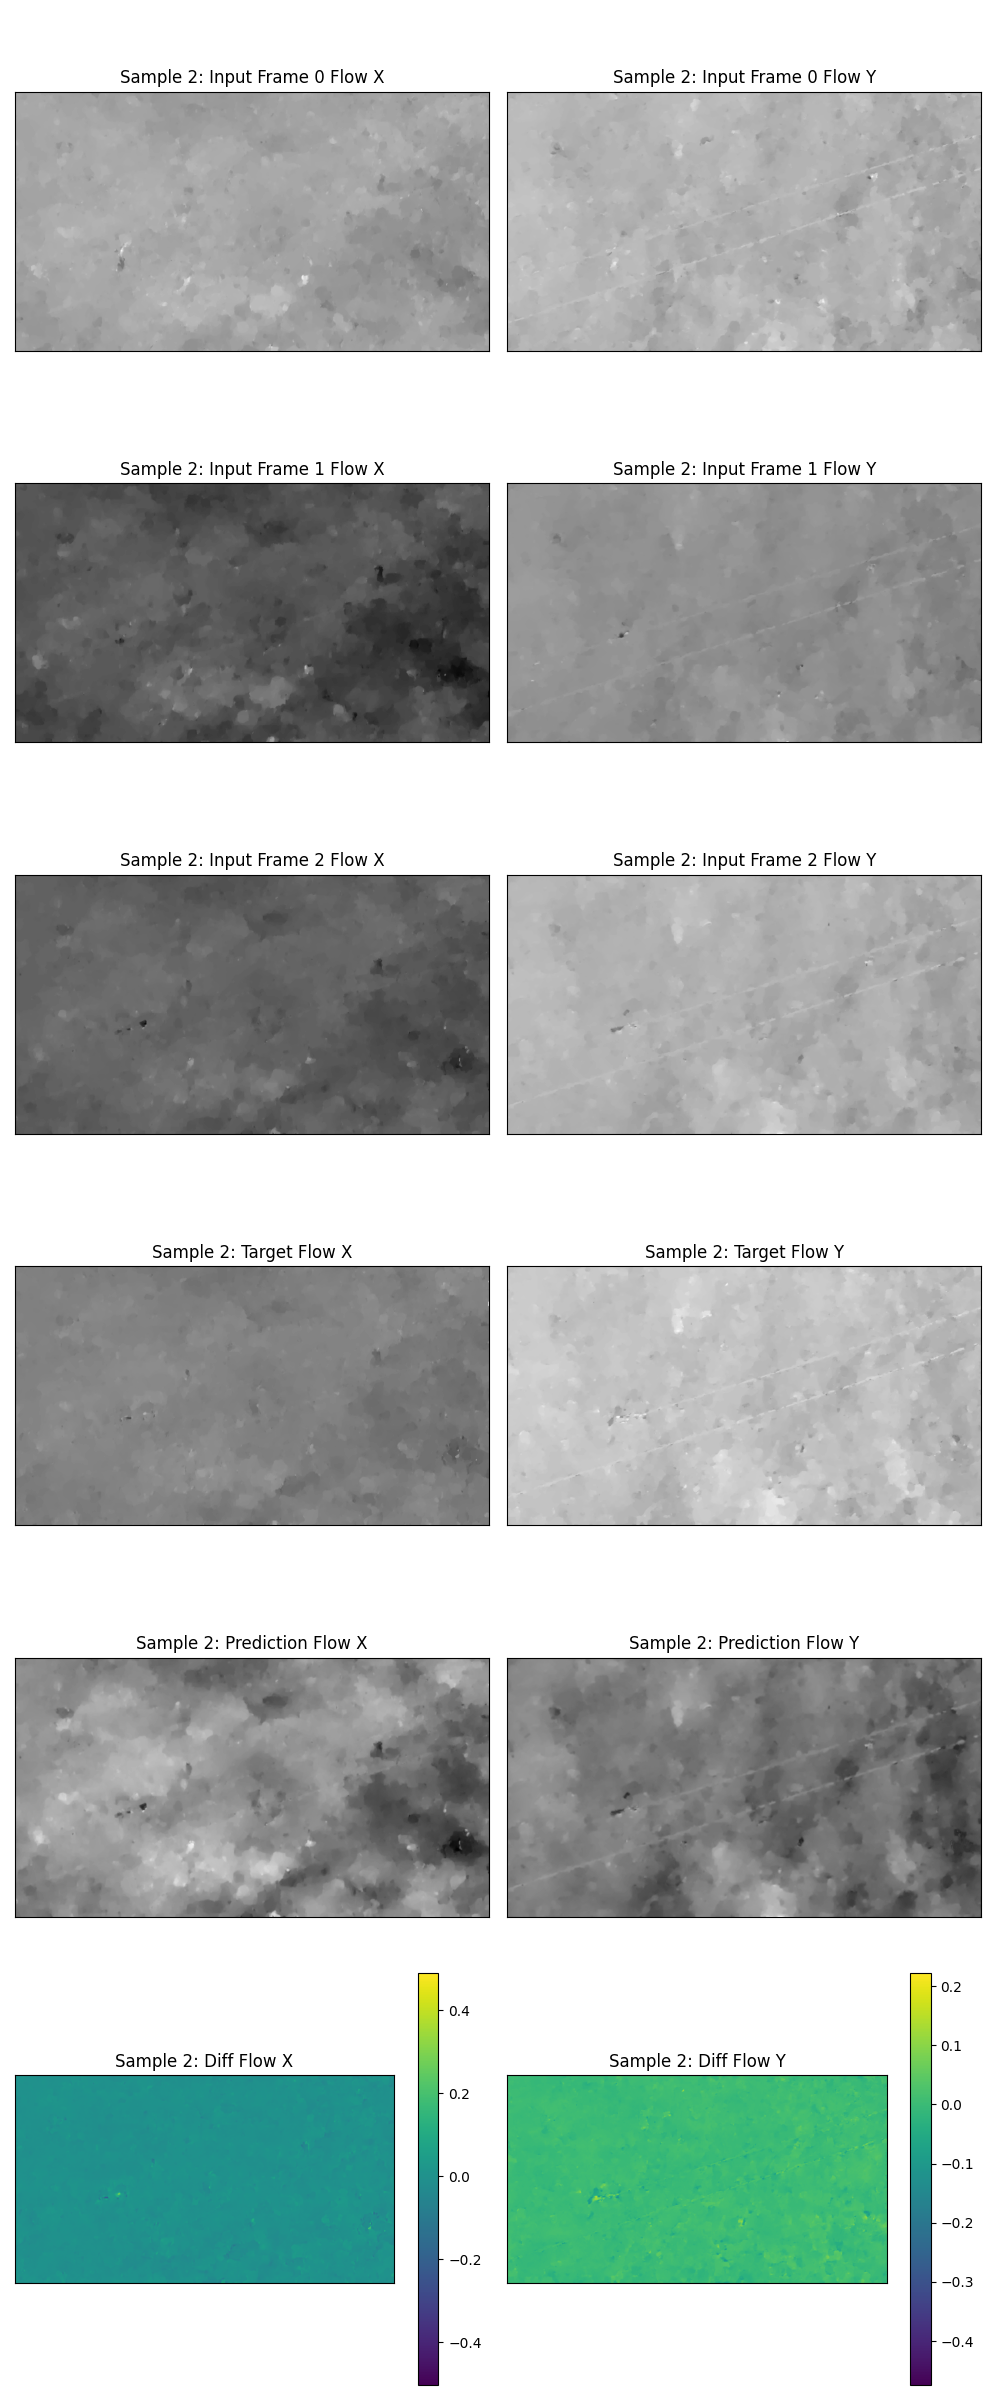 Sample 2: Input Frame 0 Flow X
Sample 2: Input Frame 0 Flow Y
Sample 2: Input Frame 1 Flow X
Sample 2: Input Frame 1 Flow Y
Sample 2: Input Frame 2 Flow X
Sample 2: Input Frame 2 Flow Y
Sample 2: Target Flow X
Sample 2: Target Flow Y
Sample 2: Prediction Flow X
Sample 2: Prediction Flow Y
Sample 2: Diff Flow X
0.4
0.2
0.0
−0.2
−0.4
Sample 2: Diff Flow Y
0.2
0.1
0.0
−0.1
−0.2
−0.3
−0.4